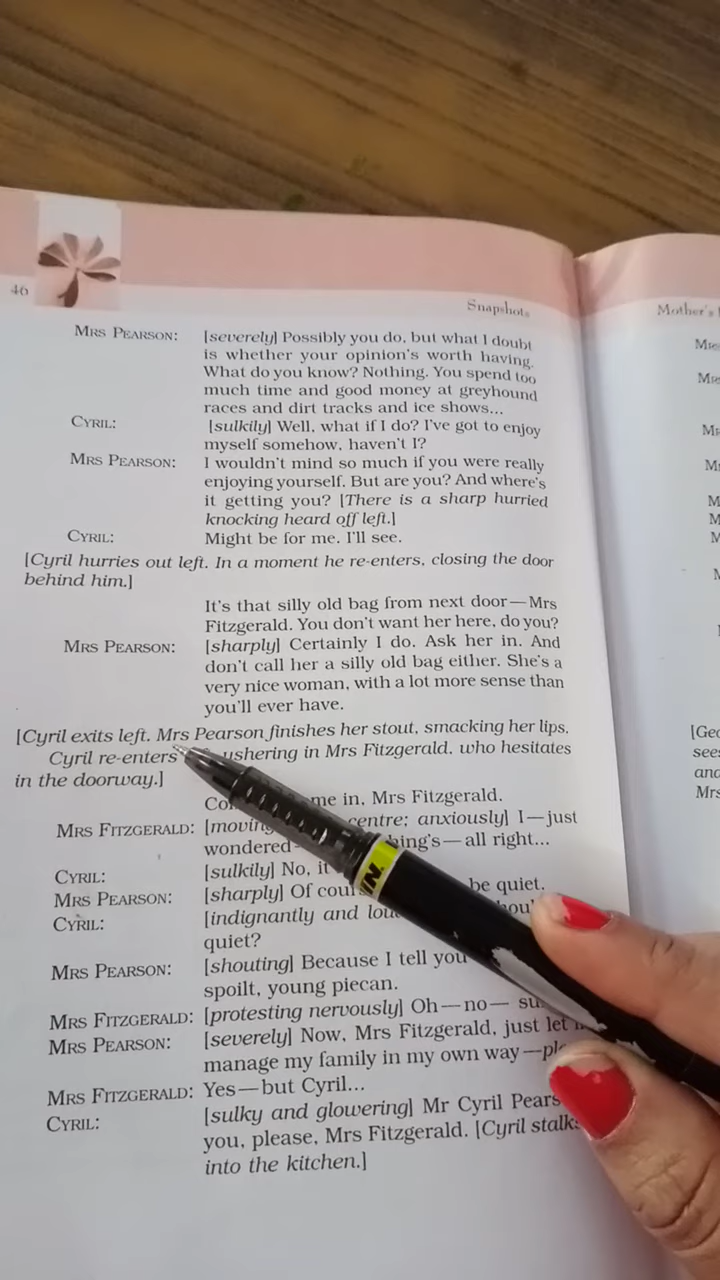 46
Snapshots
Mother's
MRS PEARSON: [severely] Possibly you do, but what I doubt
is whether your opinion's worth having.
What do you know? Nothing. You spend too
much time and good money at greyhound
races and dirt tracks and ice shows...
CYRIL: [sulkily] Well, what if I do? I've got to enjoy
myself somehow, haven't I?
MRS PEARSON: I wouldn't mind so much if you were really
enjoying yourself. But are you? And where's
it getting you? [There is a sharp hurried
knocking heard off left.]
CYRIL: Might be for me. I'll see.
[Cyril hurries out left. In a moment he re-enters, closing the door
behind him.]
It's that silly old bag from next door—Mrs
Fitzgerald. You don't want her here, do you?
MRS PEARSON: [sharply] Certainly I do. Ask her in. And
don't call her a silly old bag either. She's a
very nice woman, with a lot more sense than
you'll ever have.
[Cyril exits left. Mrs Pearson finishes her stout, smacking her lips.
Cyril re-enters ushering in Mrs Fitzgerald, who hesitates
in the doorway.]
me in, Mrs Fitzgerald.
MRS FITZGERALD: [moving centre; anxiously] I—just
wondered all right...
CYRIL: [sulkily] No, it
MRS PEARSON: [sharply] Of be quiet.
CYRIL: [indignantly and
quiet?
MRS PEARSON: [shouting] Because I tell you
spoilt, young piecan.
MRS FITZGERALD: [protesting nervously] Oh—no—
MRS PEARSON: [severely] Now, Mrs Fitzgerald, just let
manage my family in my own way—
MRS FITZGERALD: Yes—but Cyril...
CYRIL: [sulky and glowering] Mr Cyril
you, please, Mrs Fitzgerald. [Cyril stalks
into the kitchen.]